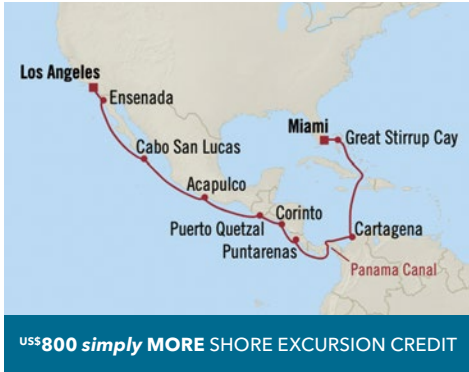 Los Angeles
Ensenada
Miami
Great Stirrup Cay
Cabo San Lucas
Acapulco
Puerto Quetzal
Corinto
Cartagena
Puntarenas
Panama Canal
US$800 simply MORE SHORE EXCURSION CREDIT